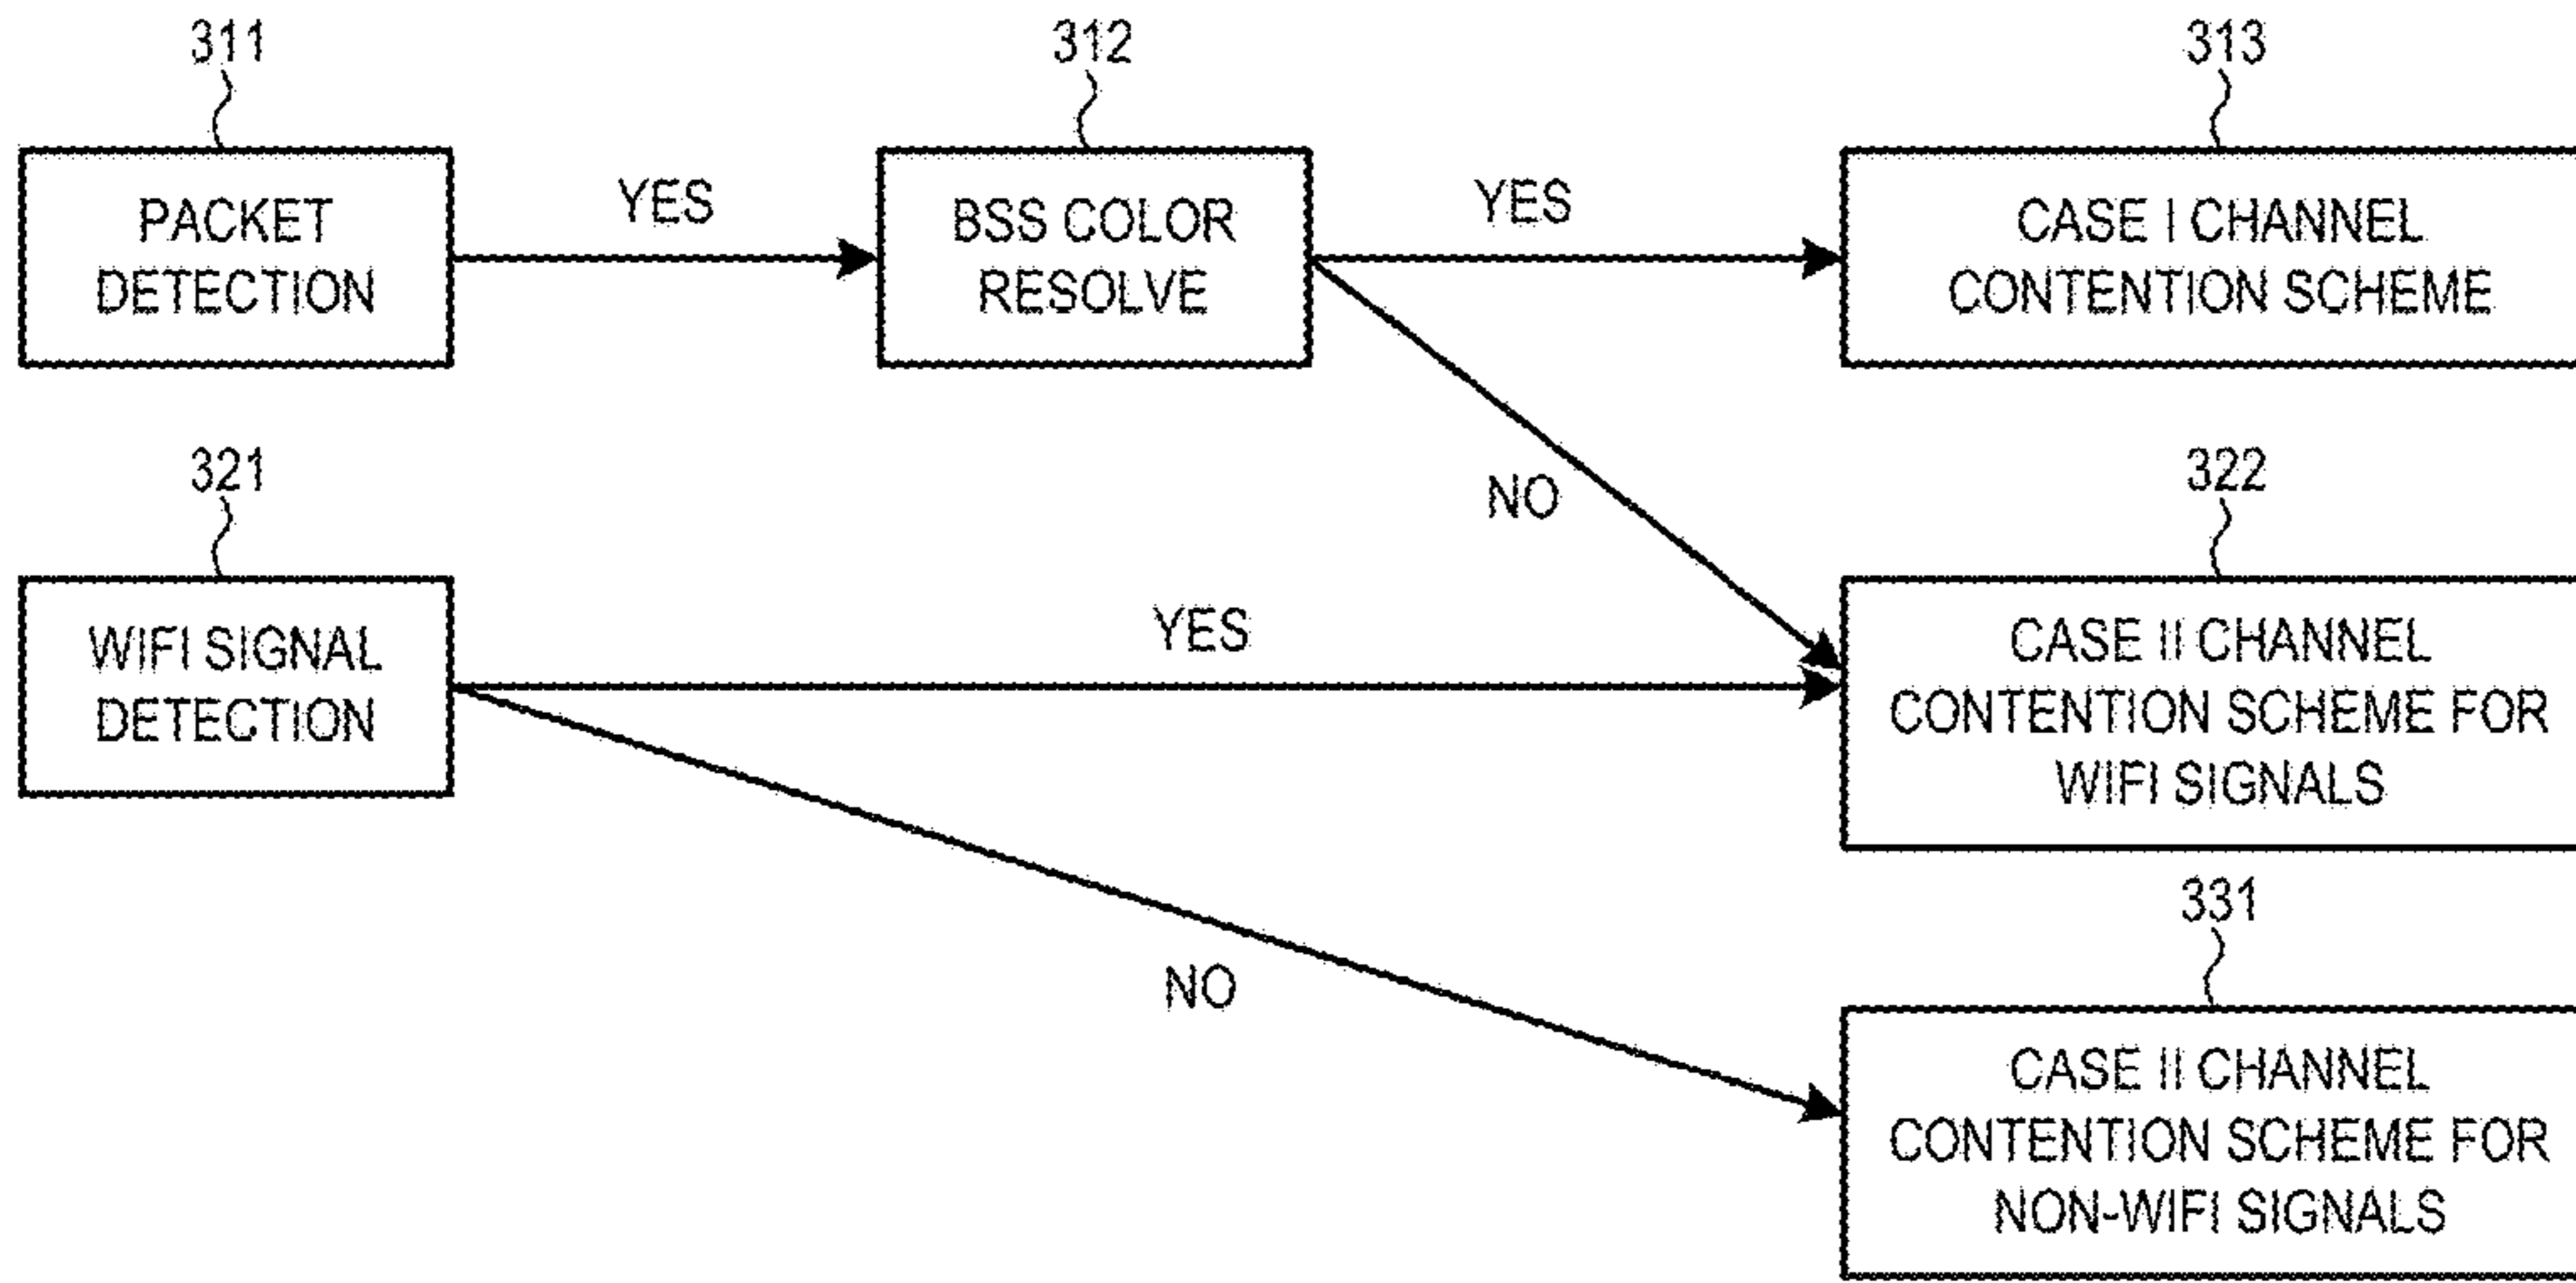 311
312
313
PACKET
DETECTION
YES
BSS COLOR
RESOLVE
YES
CASE I CHANNEL
CONTENTION SCHEME
NO
321
322
WIFI SIGNAL
DETECTION
YES
CASE II CHANNEL
CONTENTION SCHEME FOR
WIFI SIGNALS
NO
331
CASE II CHANNEL
CONTENTION SCHEME FOR
NON-WIFI SIGNALS